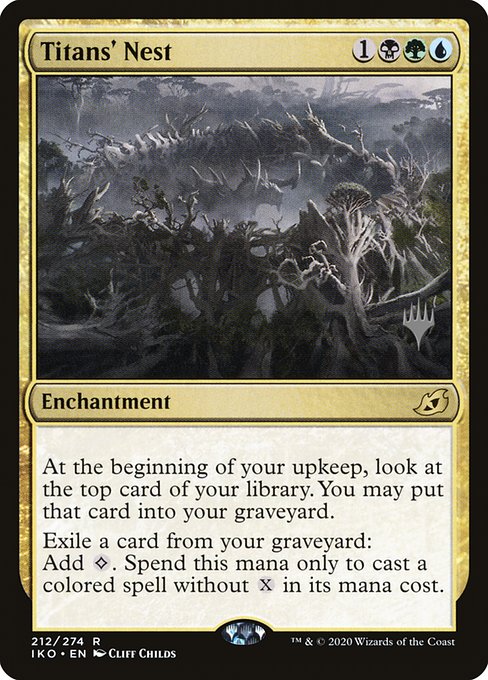 Titans' Nest 1
Enchantment
At the beginning of your upkeep, look at
the top card of your library. You may put
that card into your graveyard.
Exile a card from your graveyard:
Add ◇. Spend this mana only to cast a
colored spell without X in its mana cost.
212/274 R
IKO • EN Cliff Childs
™ & © 2020 Wizards of the Coast